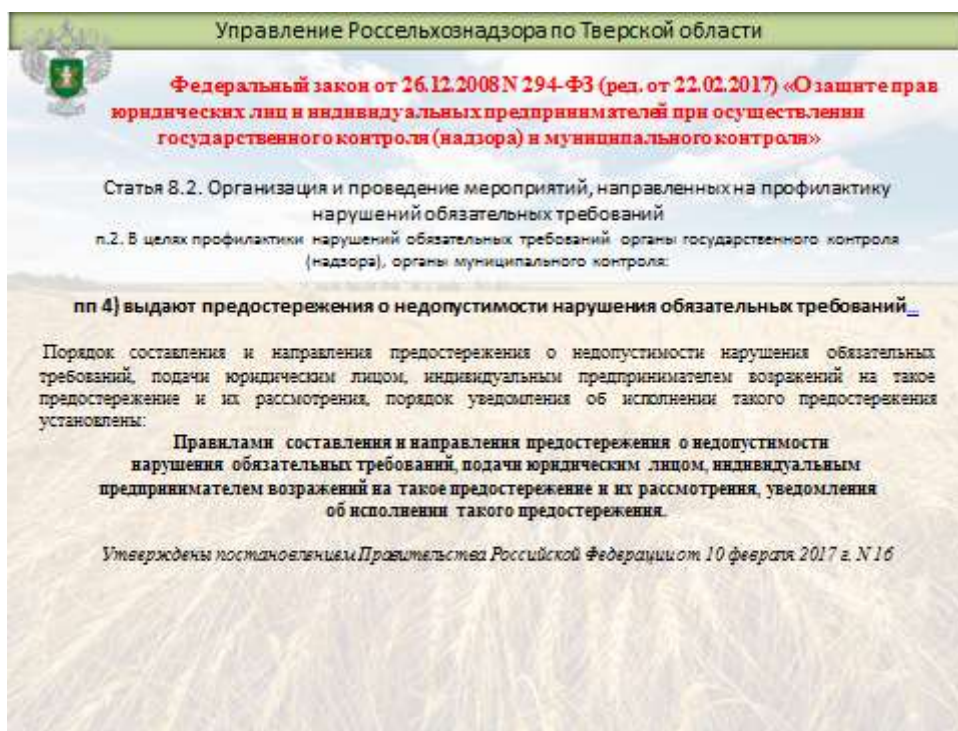 Управление Россельхознадзора по Тверской области
Федеральный закон от 26.12.2008 N 294-ФЗ (ред. от 22.02.2017) «О защите прав
юридических лиц и индивидуальных предпринимателей при осуществлении
государственного контроля (надзора) и муниципального контроля»
Статья 8.2. Организация и проведение мероприятий, направленных на профилактику
нарушений обязательных требований
п.2. В целях профилактики нарушений обязательных требований органы государственного контроля
(надзора), органы муниципального контроля:
пп 4) выдают предостережения о недопустимости нарушения обязательных требований...
Порядок составления и направления предостережения о недопустимости нарушения обязательных
требований, подачи юридическим лицом, индивидуальным предпринимателем возражений на такое
предостережение и их рассмотрения, порядок уведомления об исполнении такого предостережения
установлены:
Правилами составления и направления предостережения о недопустимости
нарушения обязательных требований, подачи юридическим лицом, индивидуальным
предпринимателем возражений на такое предостережение и их рассмотрения, уведомления
об исполнении такого предостережения.
Утверждены постановлением Правительства Российской Федерации от 10 февраля 2017 г. N 16